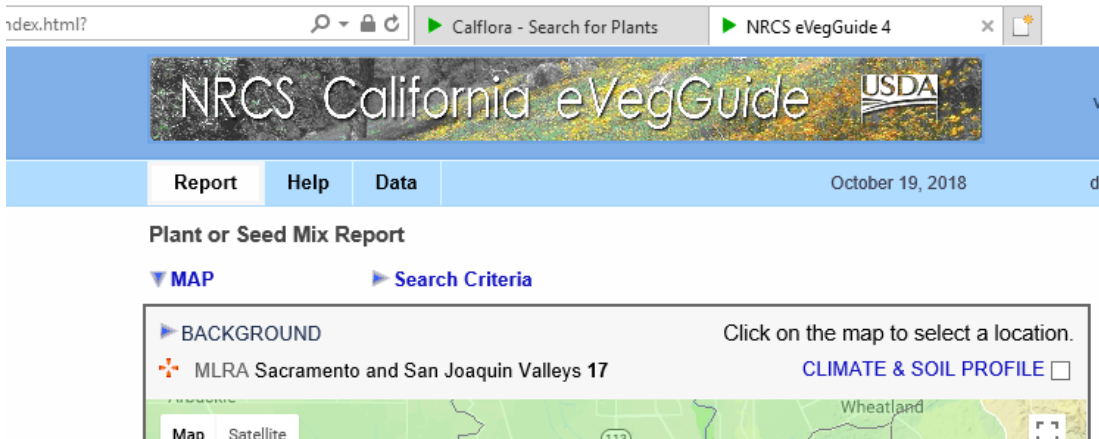 ndex.html?
Calflora - Search for Plants
NRCS eVegGuide 4
NRCS California eVegGuide USDA
Report Help Data October 19, 2018
Plant or Seed Mix Report
MAP Search Criteria
BACKGROUND Click on the map to select a location.
MLRA Sacramento and San Joaquin Valleys 17 CLIMATE & SOIL PROFILE
Wheatland
Map Satellite 113